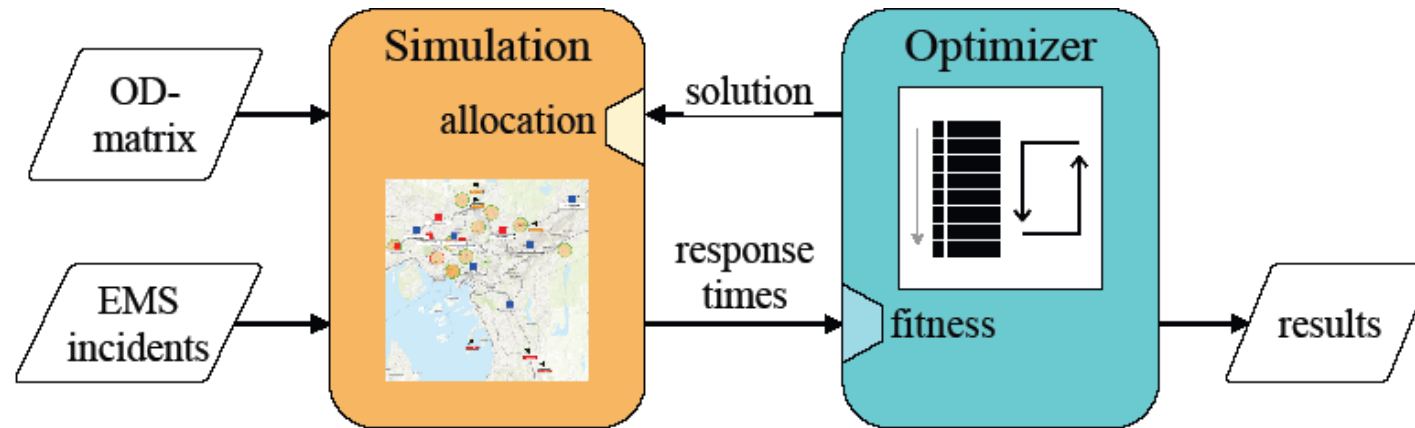 Simulation
Optimizer
OD-
matrix
solution
allocation
response
times
EMS
incidents
fitness
results